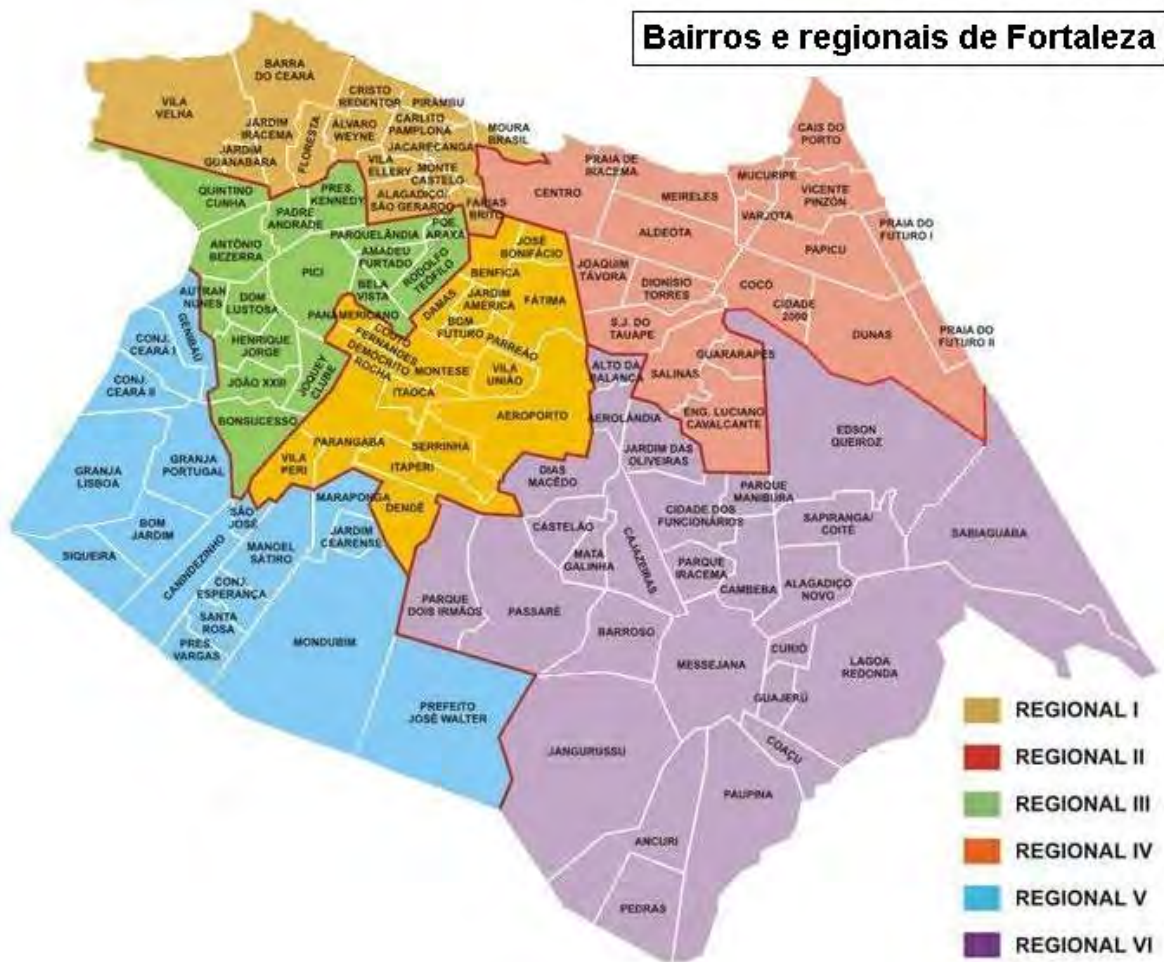 Bairros e regionais de Fortaleza
BARRA
DO CEARÁ
VILA
VELHA
CRISTO
REDENTOR
PIRAMBU
JARDIM
IRACEMA
FLORESTA
ÁLVARO
WEYNE
CARLITO
PAMPLONA
JACARECANGA
MOURA
BRASIL
JARDIM
GUANABARA
VILA
ELLERY
MONTE
CASTELO
ALAGADIÇO/
SÃO GERARDO
FARIAS
BRITO
CAIS DO
PORTO
PRAIA DE
IRACEMA
CENTRO
MEIRELES
MUCURIPE
VICENTE
PINZÓN
VARJOTA
PRAIA DO
FUTURO I
ALDEOTA
PAPICU
JOAQUIM
TÁVORA
DIONÍSIO
TORRES
COCÓ
CIDADE
2000
DUNAS
PRAIA DO
FUTURO II
S.J. DO
TAUAPE
GUARARAPES
SALINAS
ENG. LUCIANO
CAVALCANTE
QUINTINO
CUNHA
PRES.
KENNEDY
PADRE
ANDRADE
PARQUELÂNDIA
PQE.
ARAXÁ
ANTÔNIO
BEZERRA
AMADEU
FURTADO
RODOLFO
TEÓFILO
PICI
BELA
VISTA
AUTRAN
NUNES
DOM
LUSTOSA
PANAMERICANO
HENRIQUE
JORGE
JOÃO XXIII
JOQUEY
CLUBE
BONSUCESSO
JOSÉ
BONIFÁCIO
BENFICA
DAMAS
JARDIM
AMÉRICA
FÁTIMA
BOM
FUTURO
PARREÃO
COUTO
FERNANDES
DEMÓCRITO
ROCHA
MONTESE
VILA
UNIÃO
ITAOCA
AEROPORTO
PARANGABA
SERRINHA
VILA
PERI
ITAPERI
DENDÊ
GENIBAÚ
CONJ.
CEARÁ I
CONJ.
CEARÁ II
GRANJA
LISBOA
GRANJA
PORTUGAL
BOM
JARDIM
SIQUEIRA
SÃO
JOSÉ
CANINDEZINHO
MARAPONGA
JARDIM
CEARENSE
MANOEL
SÁTIRO
CONJ.
ESPERANÇA
SANTA
ROSA
PRES.
VARGAS
MONDUBIM
PREFEITO
JOSÉ WALTER
ALTO DA
BALANÇA
AEROLÂNDIA
EDSON
QUEIROZ
JARDIM DAS
OLIVEIRAS
DIAS
MACÊDO
PARQUE
MANIBURA
CIDADE DOS
FUNCIONÁRIOS
SAPIRANGA/
COITÉ
SABIAGUABA
CASTELÃO
MATA
GALINHA
CAJAZEIRAS
PARQUE
IRACEMA
CAMBEBA
ALAGADIÇO
NOVO
PARQUE
DOIS IRMÃOS
PASSARÉ
BARROSO
MESSEJANA
CURIÓ
LAGOA
REDONDA
GUAJERÚ
COAÇU
JANGURUSSU
PAUPINA
ANCURI
PEDRAS
REGIONAL I
REGIONAL II
REGIONAL III
REGIONAL IV
REGIONAL V
REGIONAL VI